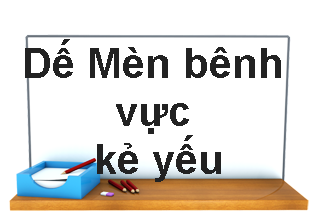 Dế Mèn bênh
vực
kẻ yếu